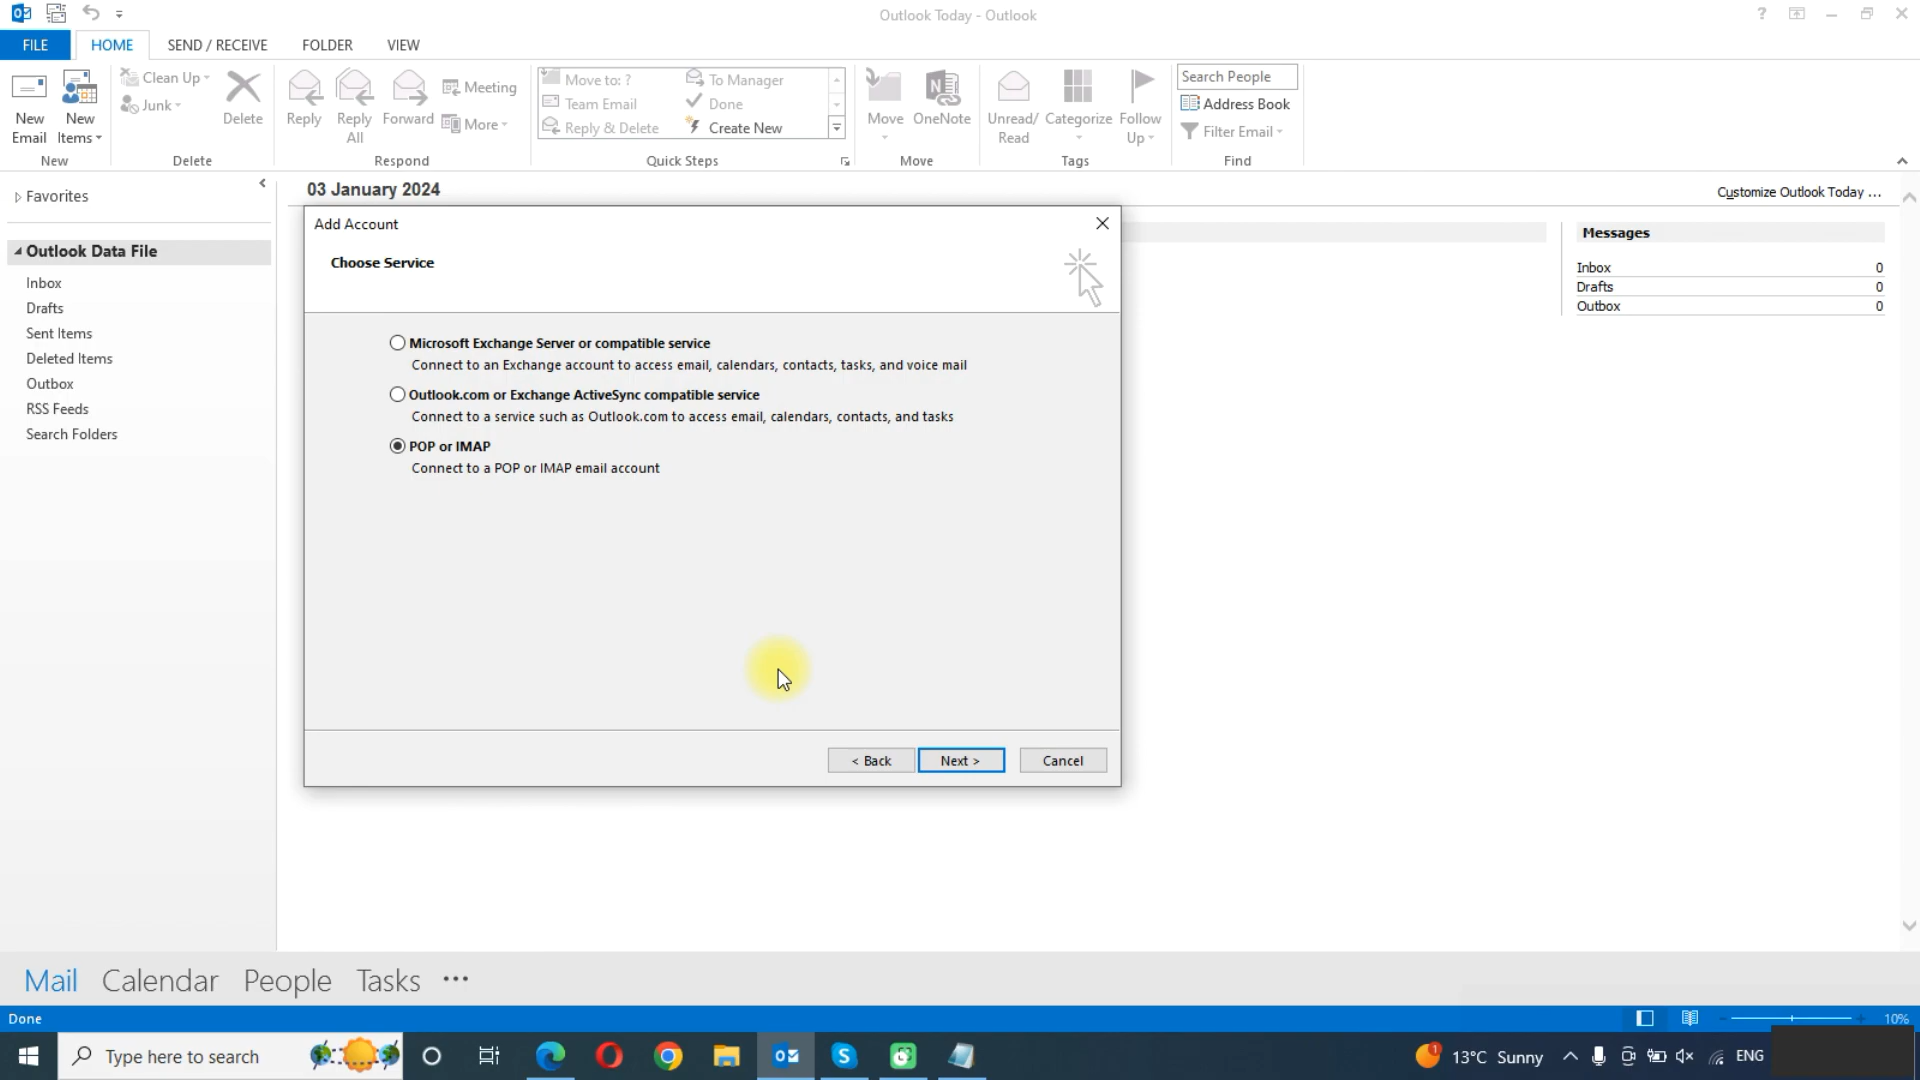 Outlook Today - Outlook
?
FILE HOME SEND / RECEIVE FOLDER VIEW
New Email
New Items
New
Clean Up
Junk
Delete
Delete
Reply
Reply All
Forward
Meeting
More
Respond
Move to: ?
Team Email
Reply & Delete
To Manager
Done
Create New
Quick Steps
Move
OneNote
Move
Unread/ Read
Categorize
Follow Up
Tags
Search People
Address Book
Filter Email
Find
Favorites
Outlook Data File
Inbox
Drafts
Sent Items
Deleted Items
Outbox
RSS Feeds
Search Folders
03 January 2024
Customize Outlook Today ...
Messages
Inbox 0
Drafts 0
Outbox 0
Add Account
Choose Service
Microsoft Exchange Server or compatible service
Connect to an Exchange account to access email, calendars, contacts, tasks, and voice mail
Outlook.com or Exchange ActiveSync compatible service
Connect to a service such as Outlook.com to access email, calendars, contacts, and tasks
POP or IMAP
Connect to a POP or IMAP email account
< Back Next > Cancel
Mail Calendar People Tasks ···
Done
10%
Type here to search
1
13°C Sunny
ENG